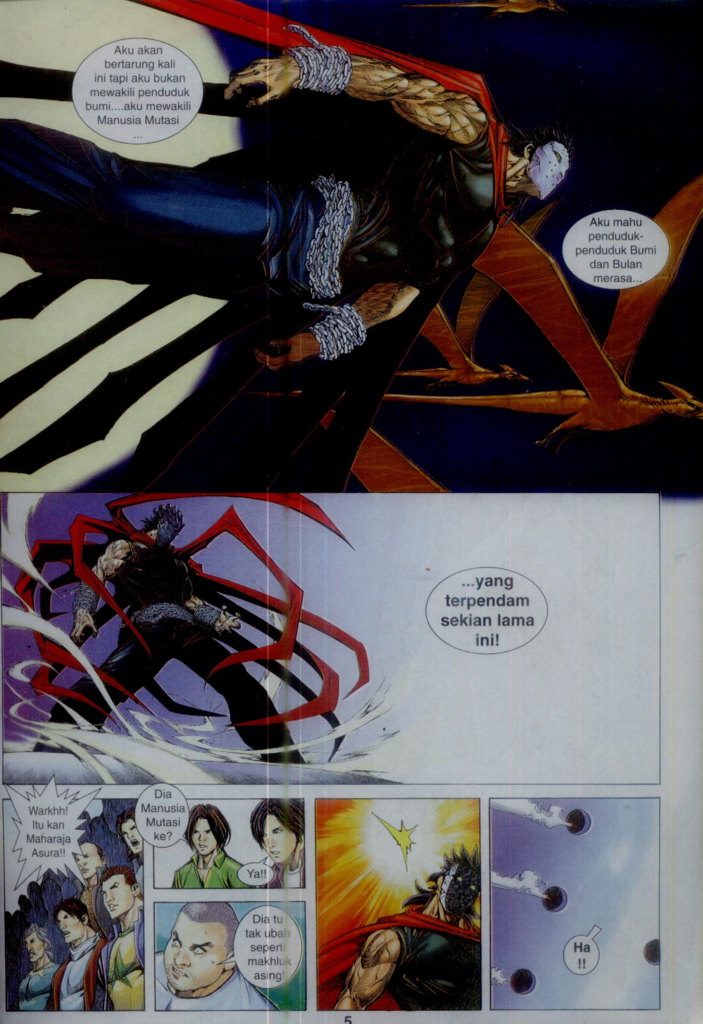 Aku akan
bertarung kali
ini tapi aku bukan
mewakili penduduk
bumi....aku mewakili
Manusia Mutasi
...
Aku mahu
penduduk-
penduduk Bumi
dan Bulan
merasa...
...yang
terpendam
sekian lama
ini!
Warkhh!
Itu kan
Maharaja
Asura!!
Dia
Manusia
Mutasi
ke?
Ya!!
Dia tu
tak ubah
seperti
makhluk
asing!
Ha
!!
5